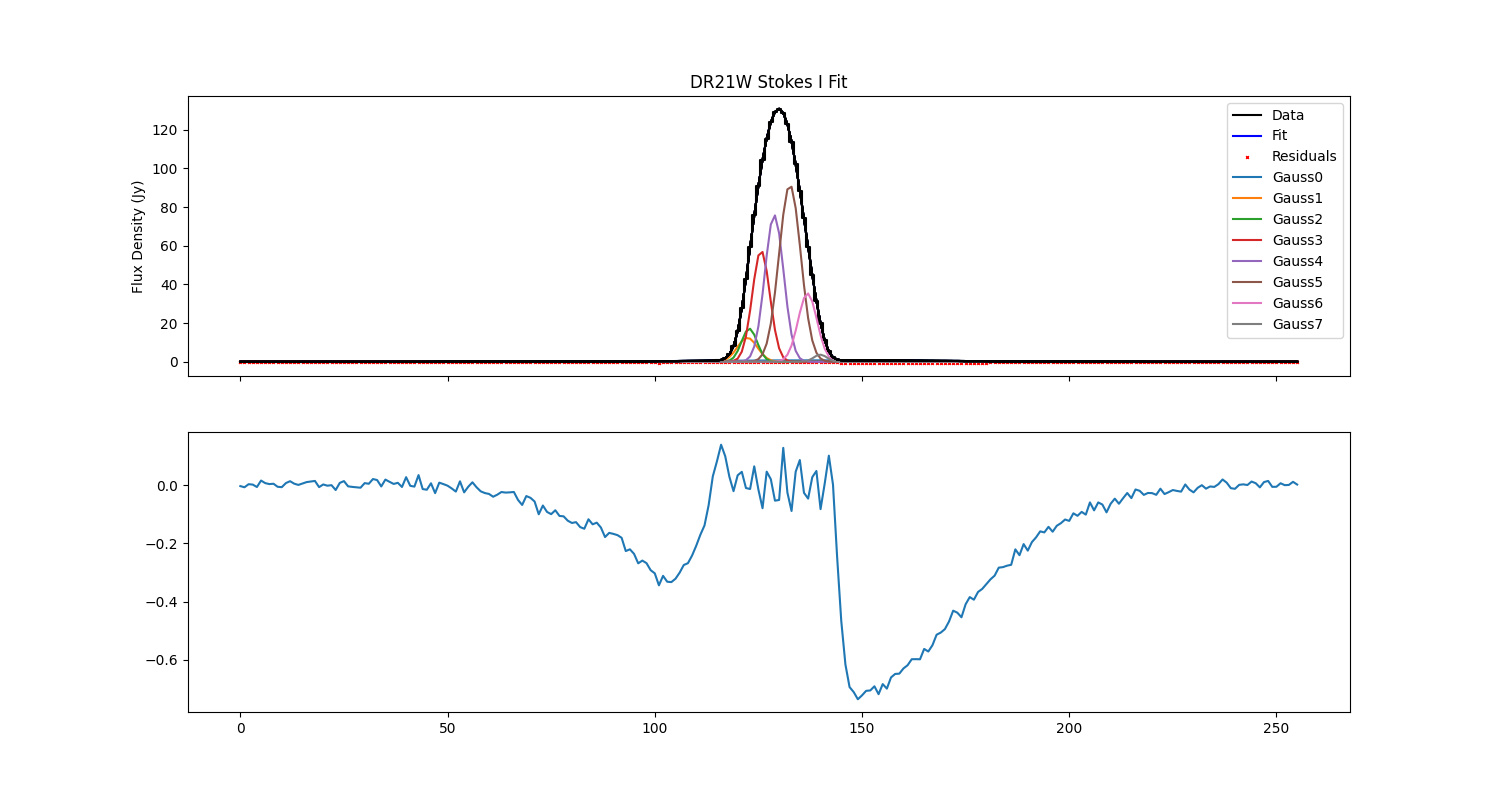 DR21W Stokes I Fit
Flux Density (Jy)
120
100
80
60
40
20
0
Data
Fit
Residuals
Gauss0
Gauss1
Gauss2
Gauss3
Gauss4
Gauss5
Gauss6
Gauss7
0.0
−0.2
−0.4
−0.6
0 50 100 150 200 250